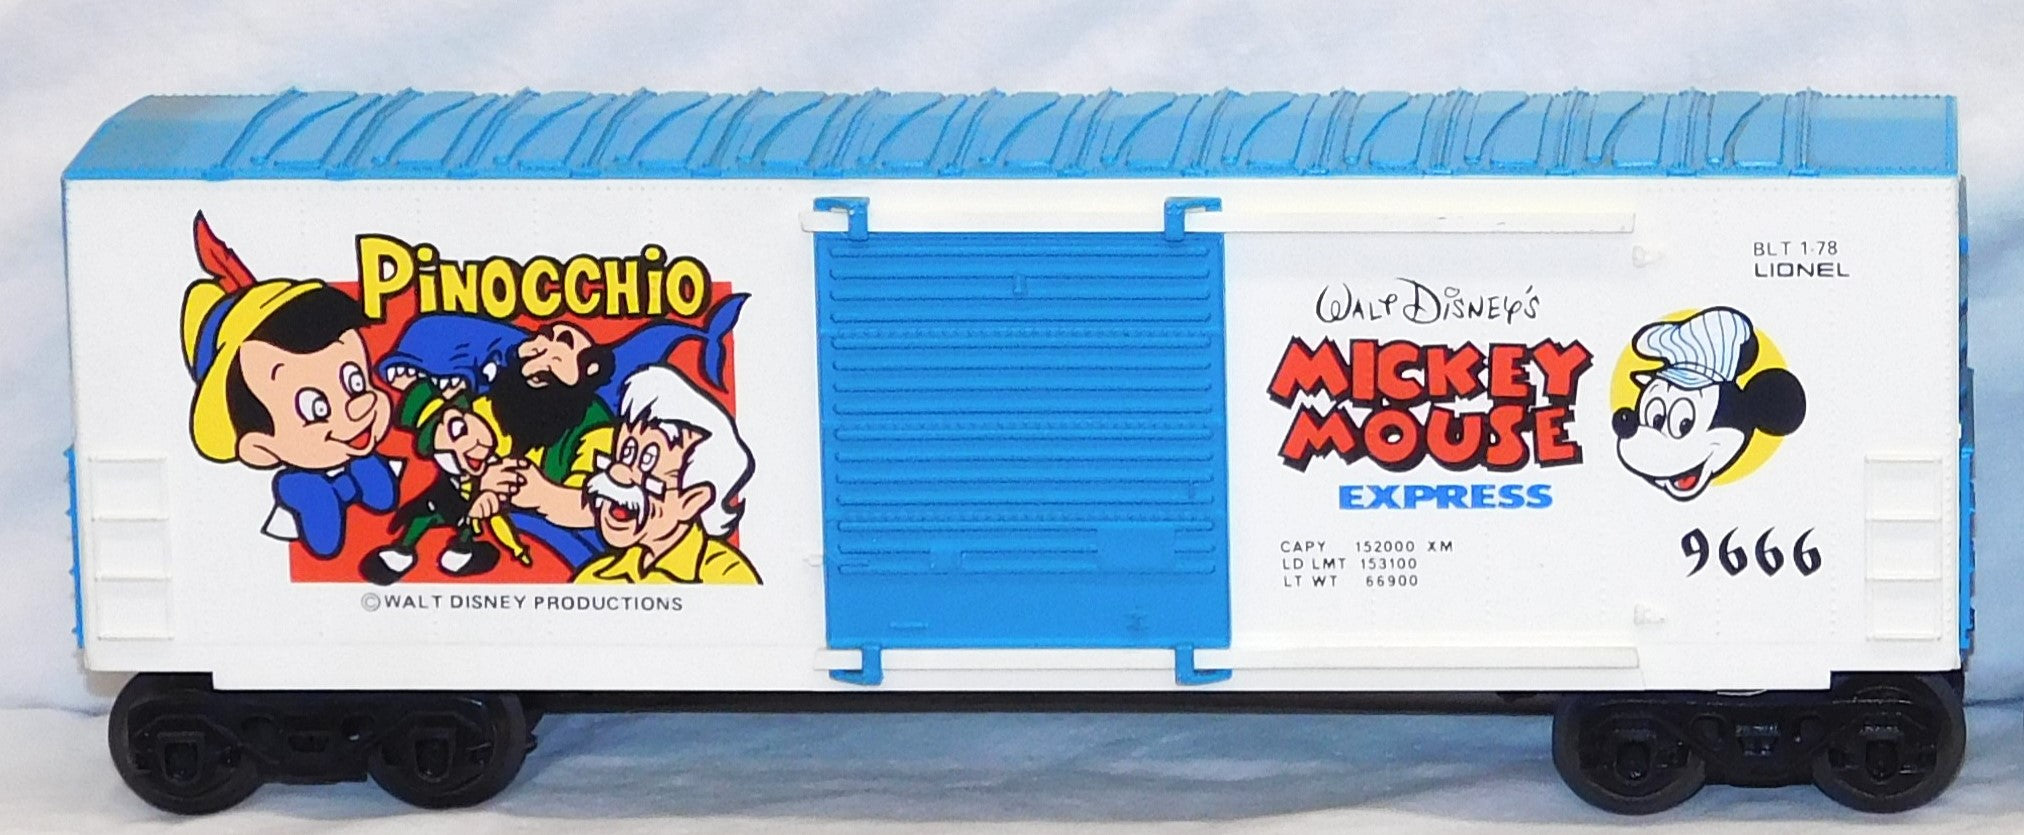 PiNOCCHiO
©WALT DISNEY PRODUCTIONS
BLT 1-78
LIONEL
WALT DISNEY'S
MICKEY
MOUSE
EXPRESS
CAPY 152000 XM
LD LMT 153100
LT WT 66900
9666